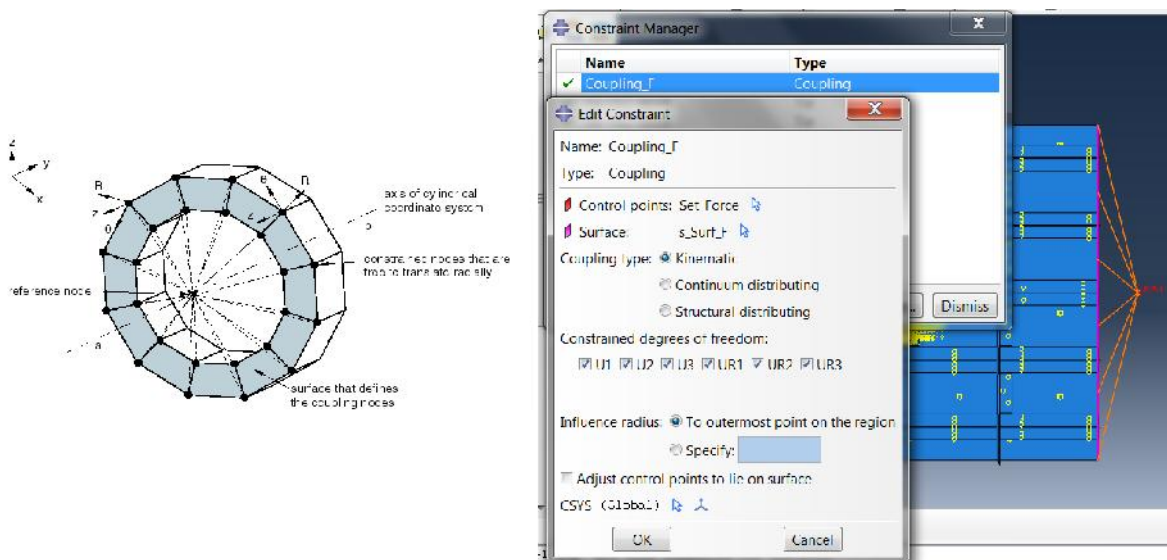 z
y
x
R
z
θ
θ
R
z
axis of cylindrical
coordinate system
b
constrained nodes that are
free to translate radially
reference node
a
surface that defines
the coupling nodes
Constraint Manager
Name Type
Coupling_F Coupling
Edit Constraint
Name: Coupling_F
Type: Coupling
Control points: Set_Force
Surface: s_Surf_F
Coupling type: Kinematic
Continuum distributing
Structural distributing
... Dismiss
Constrained degrees of freedom:
U1 U2 U3 UR1 UR2 UR3
Influence radius: To outermost point on the region
Specify:
Adjust control points to lie on surface
CSYS (Global)
OK Cancel